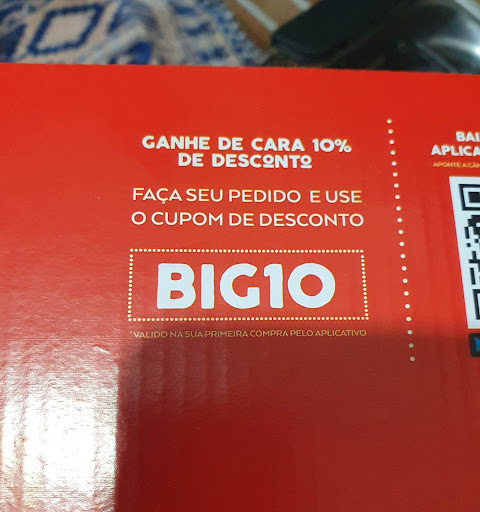 GANHE DE CARA 10%
DE DESCONTO
FAÇA SEU PEDIDO E USE
O CUPOM DE DESCONTO
BIG10
VALIDO NA SUA PRIMEIRA COMPRA PELO APLICATIVO